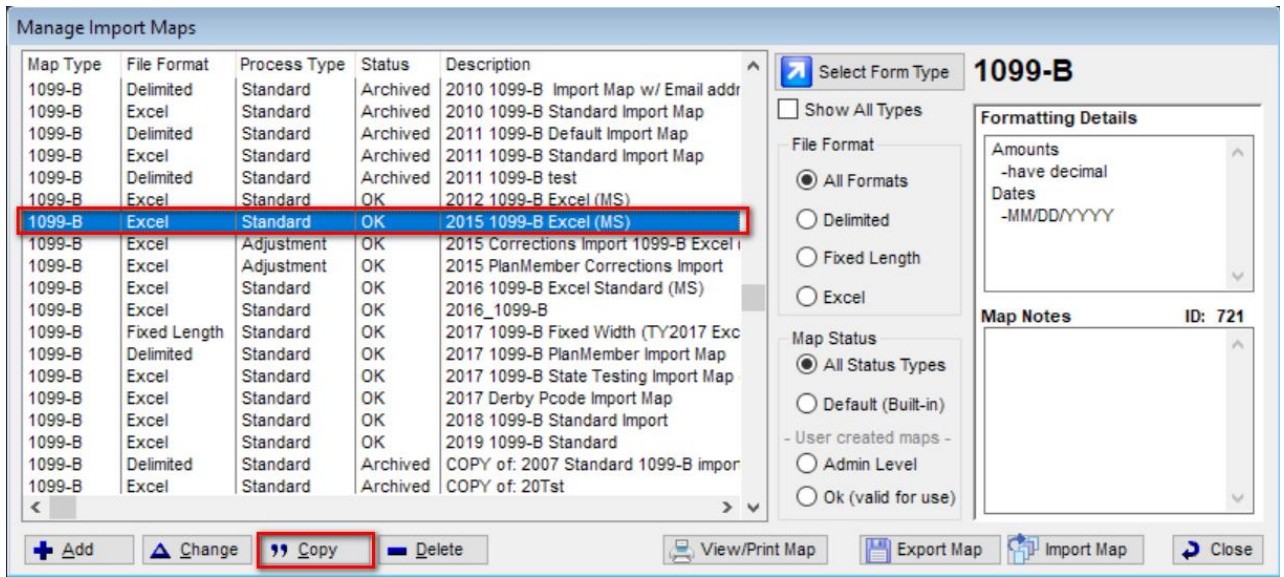 Manage Import Maps
Map Type File Format Process Type Status Description
1099-B Delimited Standard Archived 2010 1099-B Import Map w/ Email addr
1099-B Excel Standard Archived 2010 1099-B Standard Import Map
1099-B Delimited Standard Archived 2011 1099-B Default Import Map
1099-B Excel Standard Archived 2011 1099-B Standard Import Map
1099-B Delimited Standard Archived 2011 1099-B test
1099-B Excel Standard OK 2012 1099-B Excel (MS)
1099-B Excel Standard OK 2015 1099-B Excel (MS)
1099-B Excel Adjustment OK 2015 Corrections Import 1099-B Excel
1099-B Excel Adjustment OK 2015 PlanMember Corrections Import
1099-B Excel Standard OK 2016 1099-B Excel Standard (MS)
1099-B Excel Standard OK 2016_1099-B
1099-B Fixed Length Standard OK 2017 1099-B Fixed Width (TY2017 Exc
1099-B Delimited Standard OK 2017 1099-B PlanMember Import Map
1099-B Excel Standard OK 2017 1099-B State Testing Import Map
1099-B Excel Standard OK 2017 Derby Pcode Import Map
1099-B Excel Standard OK 2018 1099-B Standard Import
1099-B Excel Standard OK 2019 1099-B Standard
1099-B Delimited Standard Archived COPY of: 2007 Standard 1099-B impor
1099-B Excel Standard Archived COPY of: 20Tst
Select Form Type
Show All Types
File Format
All Formats
Delimited
Fixed Length
Excel
Map Status
All Status Types
Default (Built-in)
- User created maps -
Admin Level
Ok (valid for use)
1099-B
Formatting Details
Amounts
-have decimal
Dates
-MM/DD/YYYY
Map Notes ID: 721
Add Change Copy Delete View/Print Map Export Map Import Map Close